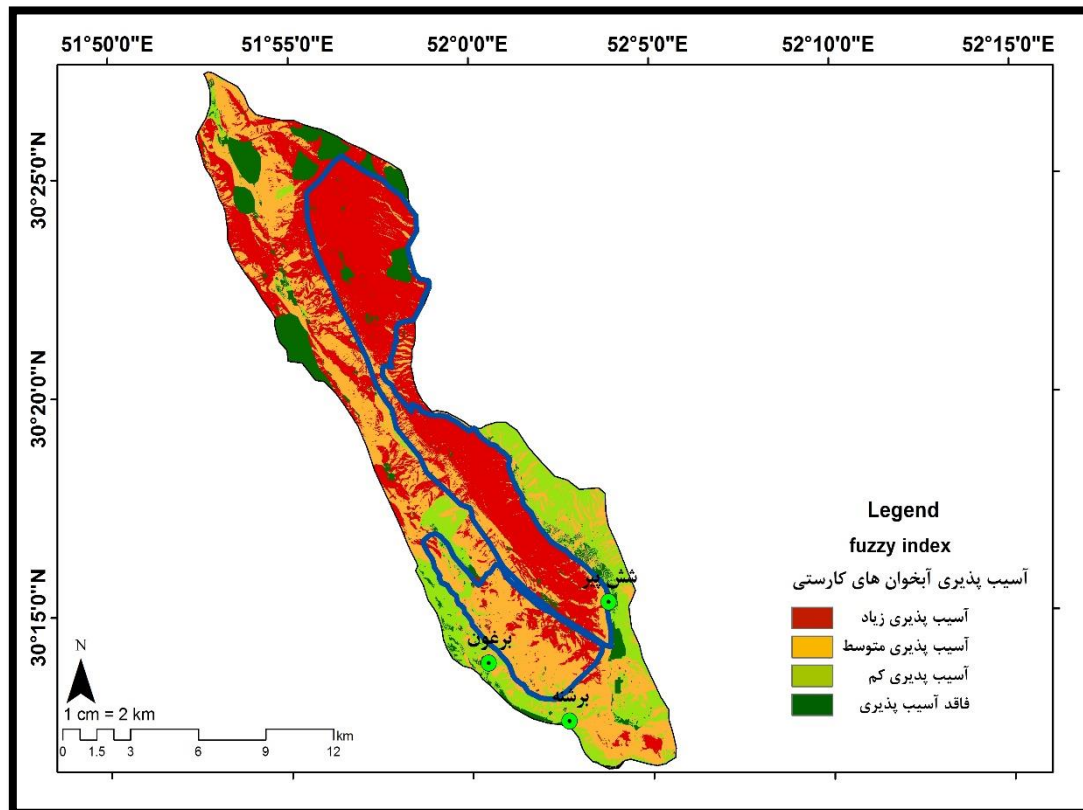 51°50'0"E 51°55'0"E 52°0'0"E 52°5'0"E 52°10'0"E 52°15'0"E
30°25'0"N
30°20'0"N
30°15'0"N
شش پیر
برغون
برشنه
Legend
fuzzy index
آسیب پذیری آبخوان های کارستی
آسیب پذیری زیاد
آسیب پذیری متوسط
آسیب پدیری کم
فاقد آسیب پذیری
N
1 cm = 2 km
km
0 1.5 3 6 9 12